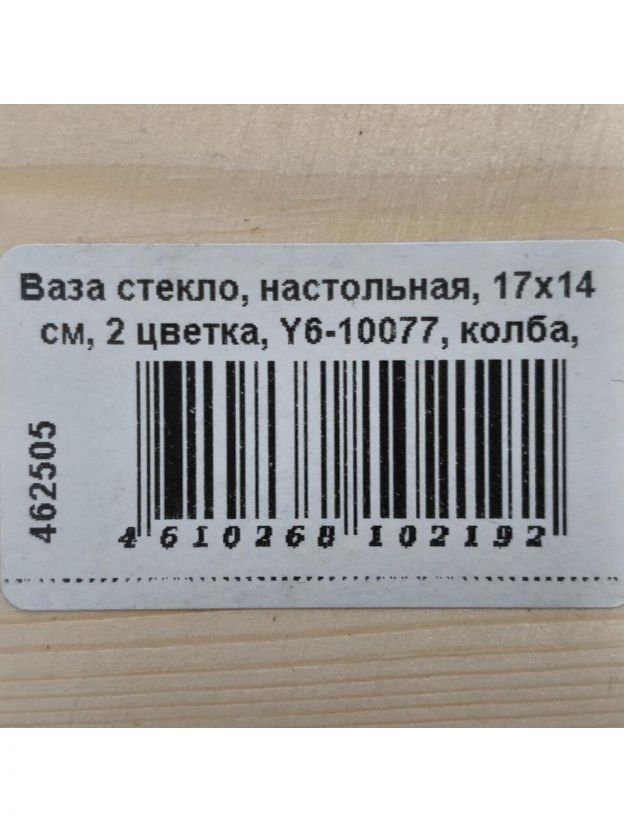 Ваза стекло, настольная, 17х14
см, 2 цветка, Y6-10077, колба,
462505
4 610268 102192